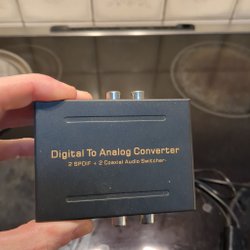 Digital To Analog Converter
2 SPDIF + 2 Coaxial Audio Switcher